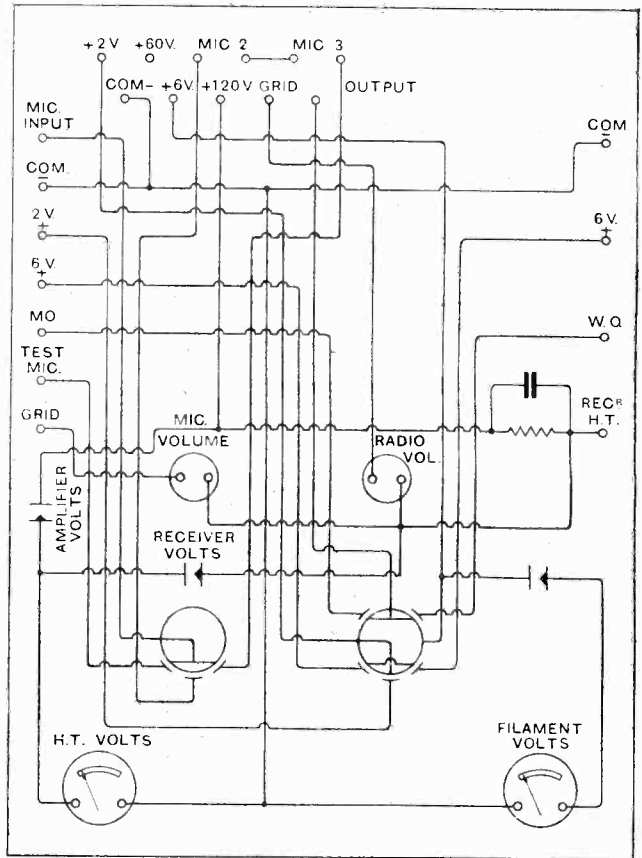 +2V +60V. MIC 2 MIC 3
COM- +6V. +120V GRID OUTPUT
MIC.
INPUT
COM
–
COM.
–
2V.
+
6V.
+
6V.
+
MO
W.Q
TEST
MIC.
GRID
MIC.
VOLUME
RADIO
VOL.
RECR
H.T.
AMPLIFIER
VOLTS
RECEIVER
VOLTS
H.T. VOLTS
FILAMENT
VOLTS